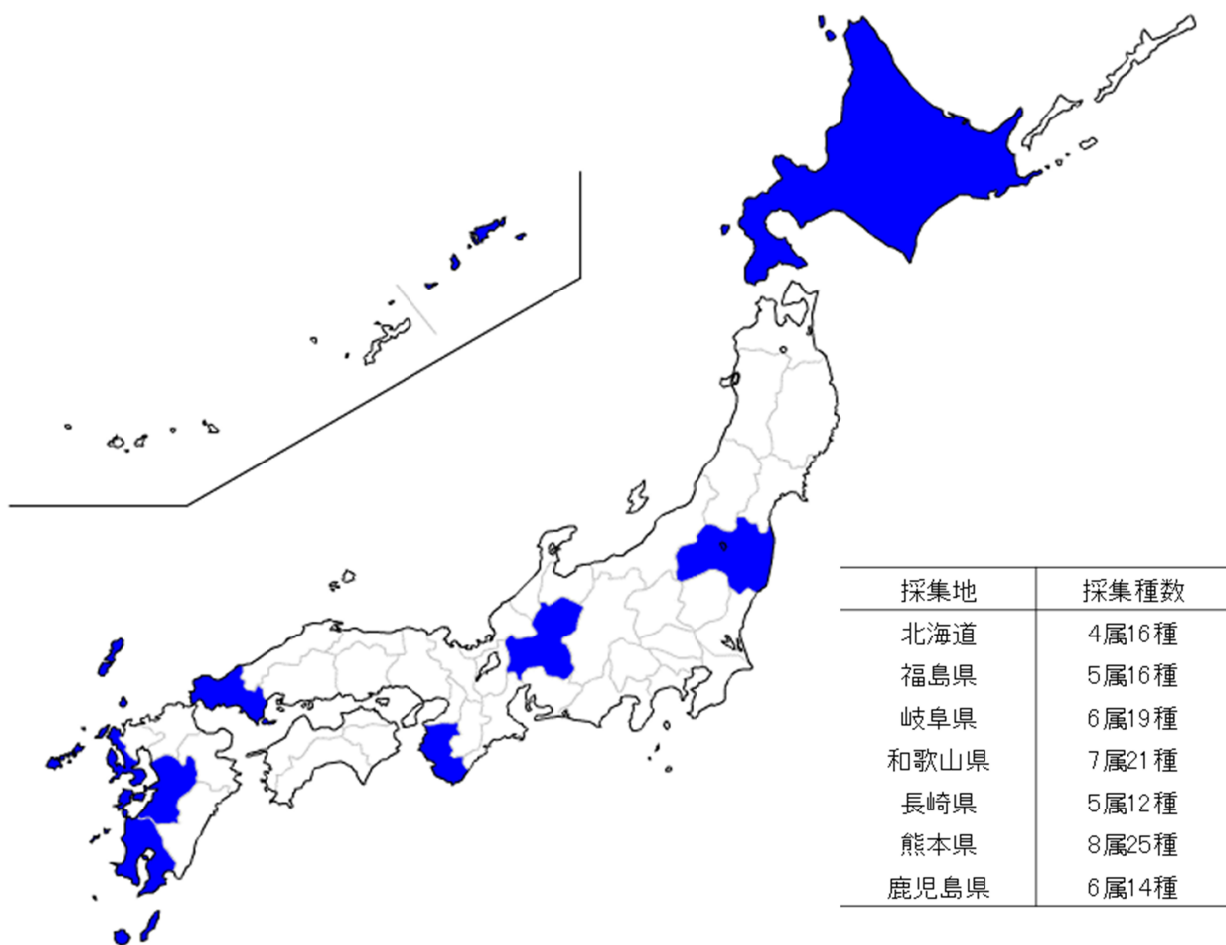 採集地 採集種数
北海道 4属16種
福島県 5属16種
岐阜県 6属19種
和歌山県 7属21種
長崎県 5属12種
熊本県 8属25種
鹿児島県 6属14種